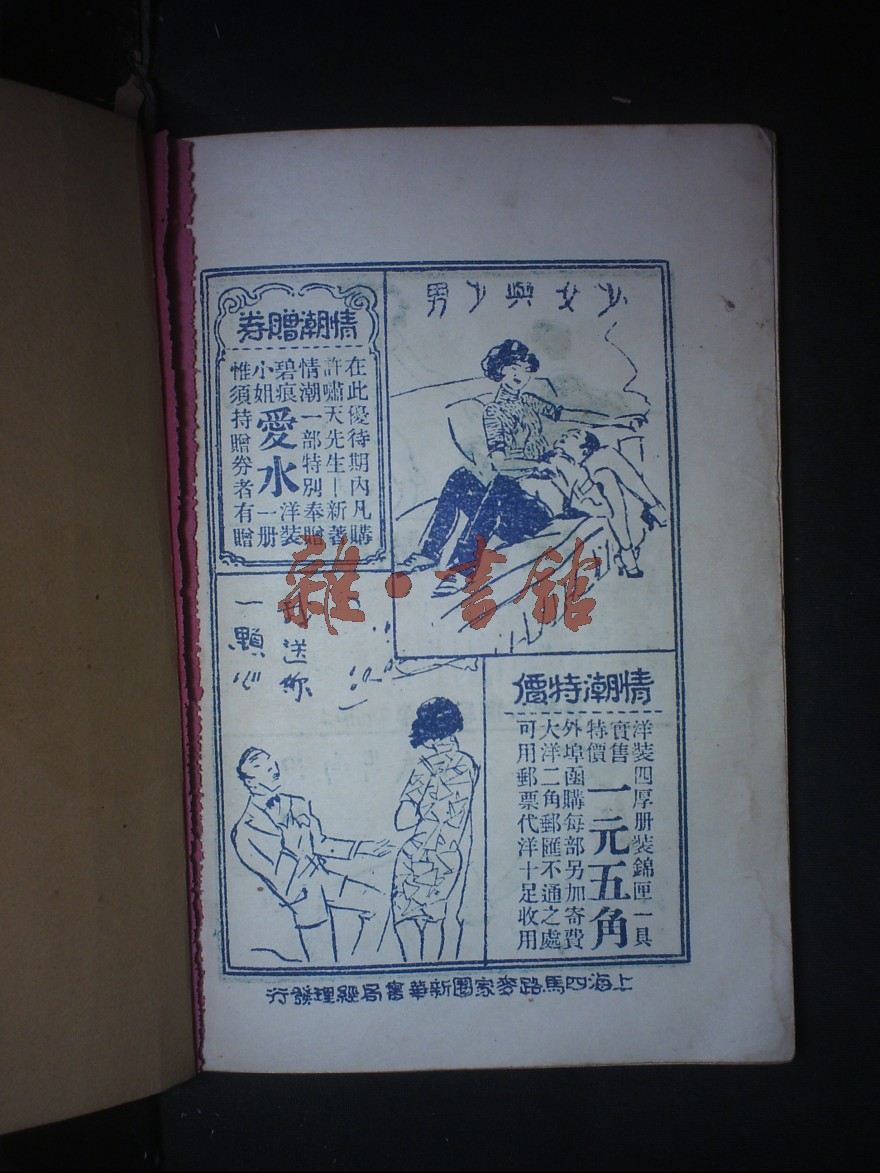 少女與少男
情潮贈券
在此優待期内凡購
許嘯天先生─新著
情潮一部特別奉贈
碧痕小姐愛水洋裝一册
惟須持贈券者有贈
送你
一顆心
情潮特價
洋裝四厚册裝錦匣一具
實售特價一元五角
外埠函購每部另加寄費
大洋二角郵匯不通之處
可用郵票代洋十足收用
上海四馬路麥家圈新華書局經理發行
雜·書館